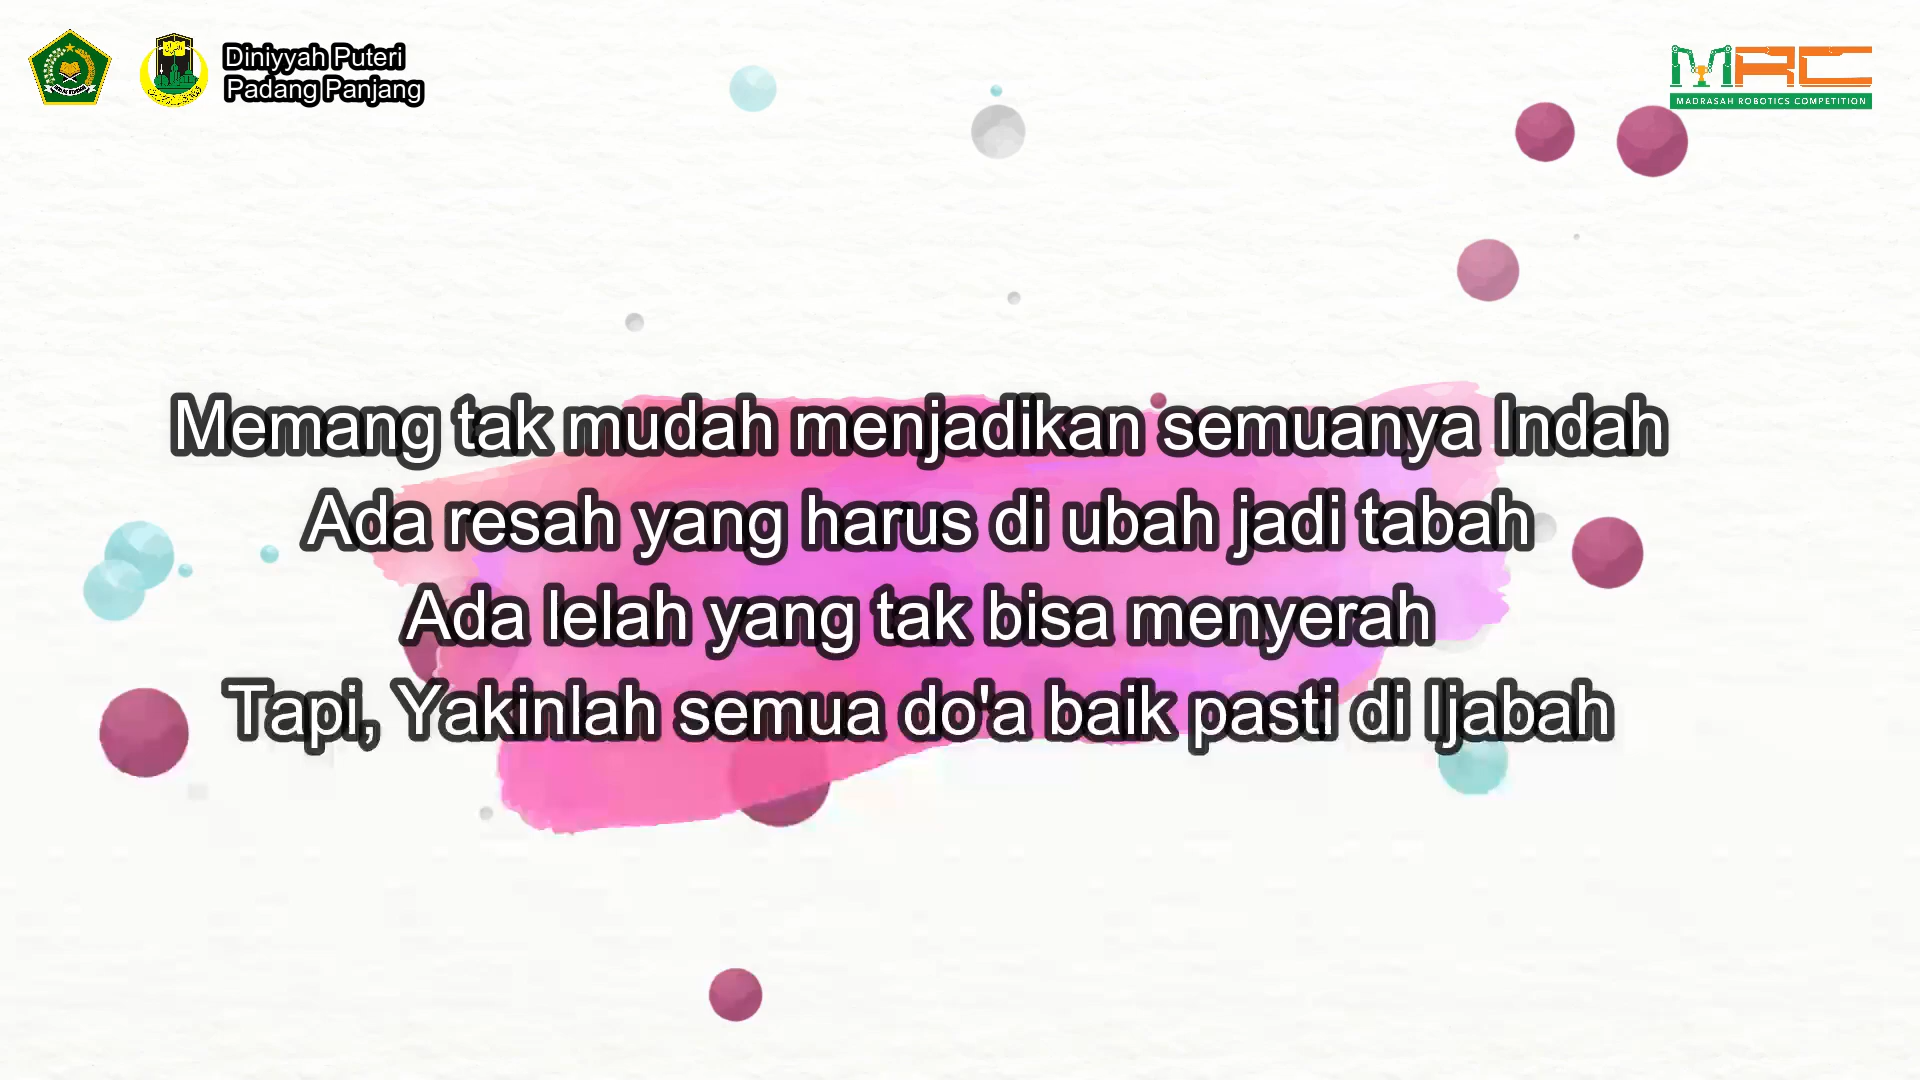 Diniyyah Puteri
Padang Panjang
MRC
MADRASAH ROBOTICS COMPETITION
Memang tak mudah menjadikan semuanya Indah
Ada resah yang harus di ubah jadi tabah
Ada lelah yang tak bisa menyerah
Tapi, Yakinlah semua do'a baik pasti di Ijabah